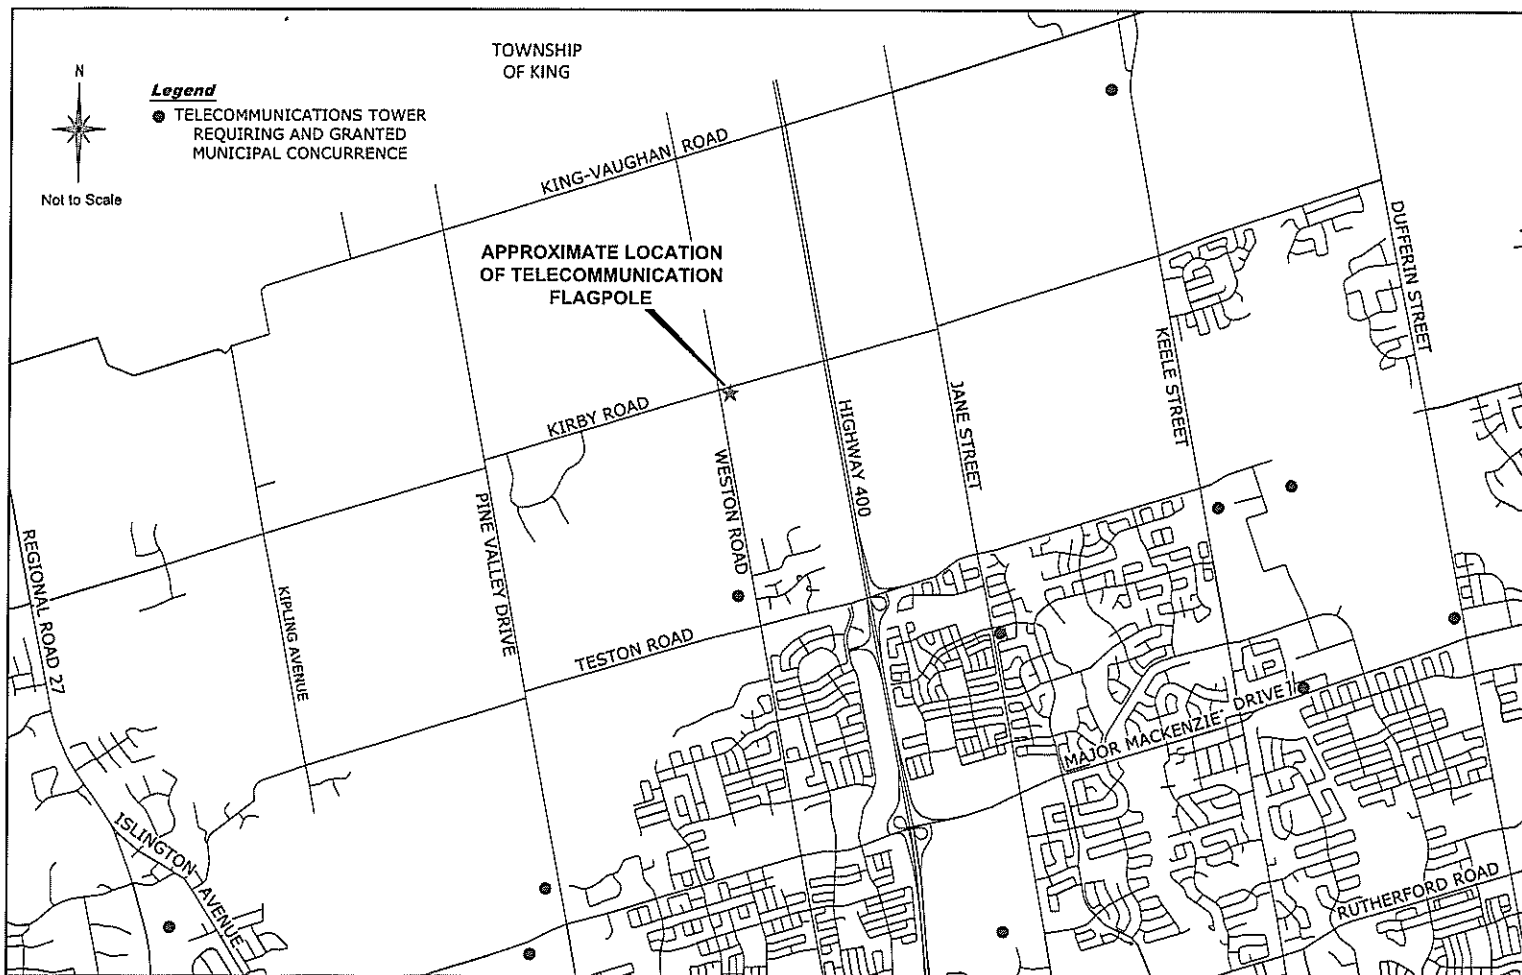 TOWNSHIP
OF KING
N
Not to Scale
Legend
TELECOMMUNICATIONS TOWER
REQUIRING AND GRANTED
MUNICIPAL CONCURRENCE
KING-VAUGHAN ROAD
APPROXIMATE LOCATION
OF TELECOMMUNICATION
FLAGPOLE
KIRBY ROAD
DUFFERIN STREET
KEELE STREET
JANE STREET
HIGHWAY 400
WESTON ROAD
PINE VALLEY DRIVE
KIPLING AVENUE
REGIONAL ROAD 27
TESTON ROAD
MAJOR MACKENZIE DRIVE
ISLINGTON AVENUE
RUTHERFORD ROAD